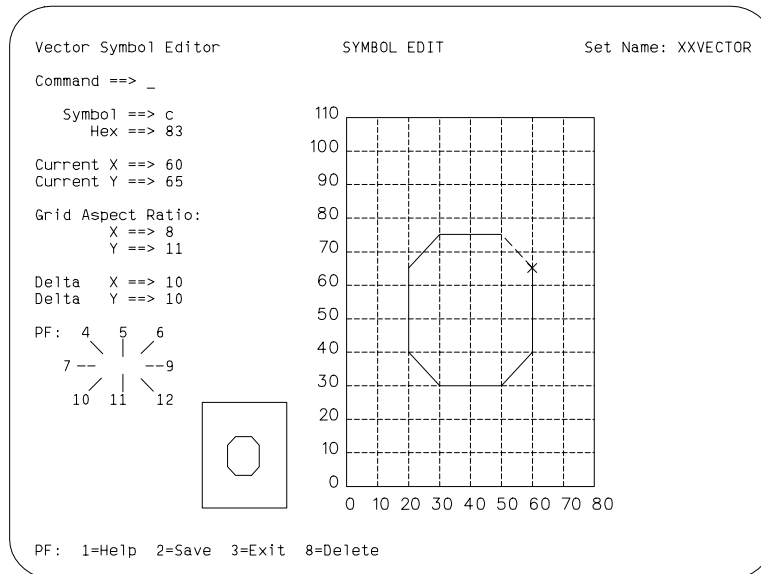 Vector Symbol Editor SYMBOL EDIT Set Name: XXVECTOR
Command ==> _
Symbol ==> c
Hex ==> 83
Current X ==> 60
Current Y ==> 65
Grid Aspect Ratio:
X ==> 8
Y ==> 11
Delta X ==> 10
Delta Y ==> 10
PF: 4 5 6
7 -- --9
10 11 12
110
100
90
80
70
60
50
40
30
20
10
0
0 10 20 30 40 50 60 70 80
PF: 1=Help 2=Save 3=Exit 8=Delete